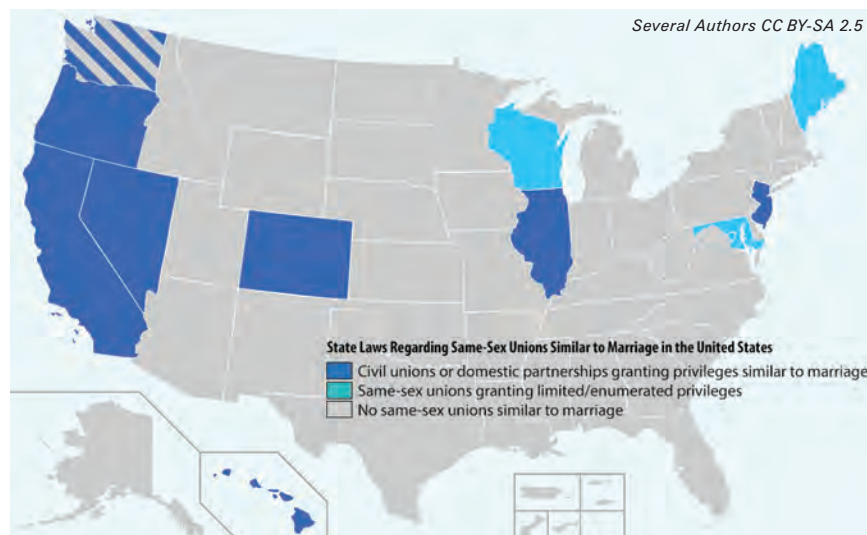 Several Authors CC BY-SA 2.5
State Laws Regarding Same-Sex Unions Similar to Marriage in the United States
Civil unions or domestic partnerships granting privileges similar to marriage
Same-sex unions granting limited/enumerated privileges
No same-sex unions similar to marriage